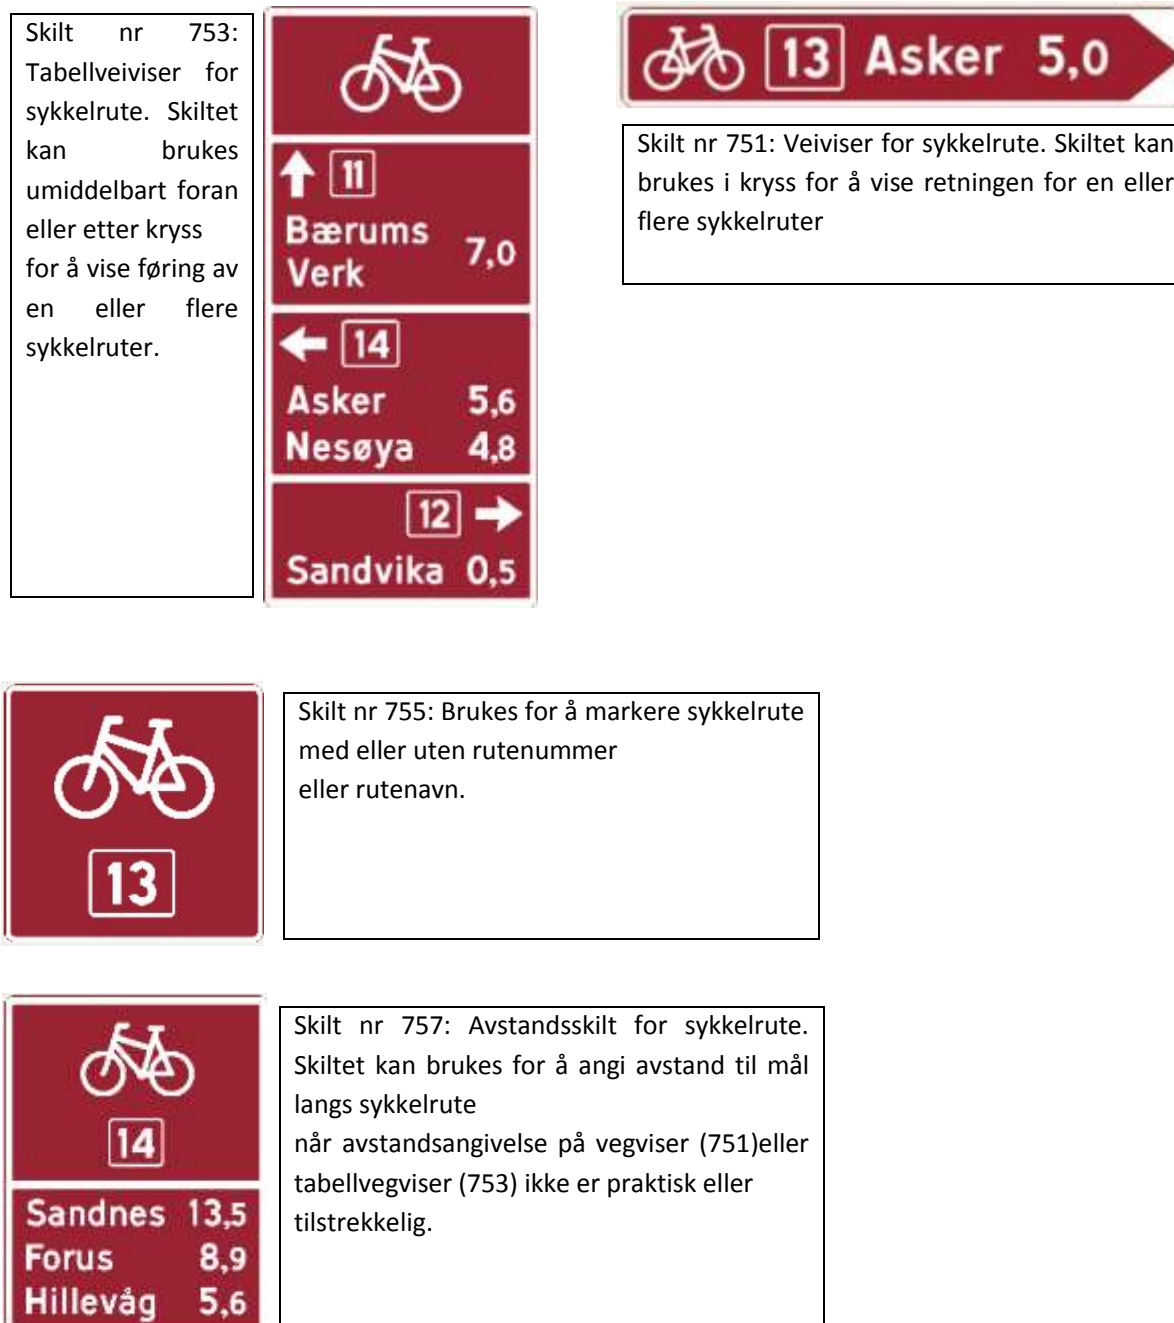 Skilt nr 753:
Tabellveiviser for
sykkelrute. Skiltet
kan brukes
umiddelbart foran
eller etter kryss
for å vise føring av
en eller flere
sykkelruter.
11
Bærums
Verk 7,0
14
Asker 5,6
Nesøya 4,8
12
Sandvika 0,5
13 Asker 5,0
Skilt nr 751: Veiviser for sykkelrute. Skiltet kan
brukes i kryss for å vise retningen for en eller
flere sykkelruter
13
Skilt nr 755: Brukes for å markere sykkelrute
med eller uten rutenummer
eller rutenavn.
14
Sandnes 13,5
Forus 8,9
Hillevåg 5,6
Skilt nr 757: Avstandsskilt for sykkelrute.
Skiltet kan brukes for å angi avstand til mål
langs sykkelrute
når avstandsangivelse på vegviser (751)eller
tabellvegviser (753) ikke er praktisk eller
tilstrekkelig.